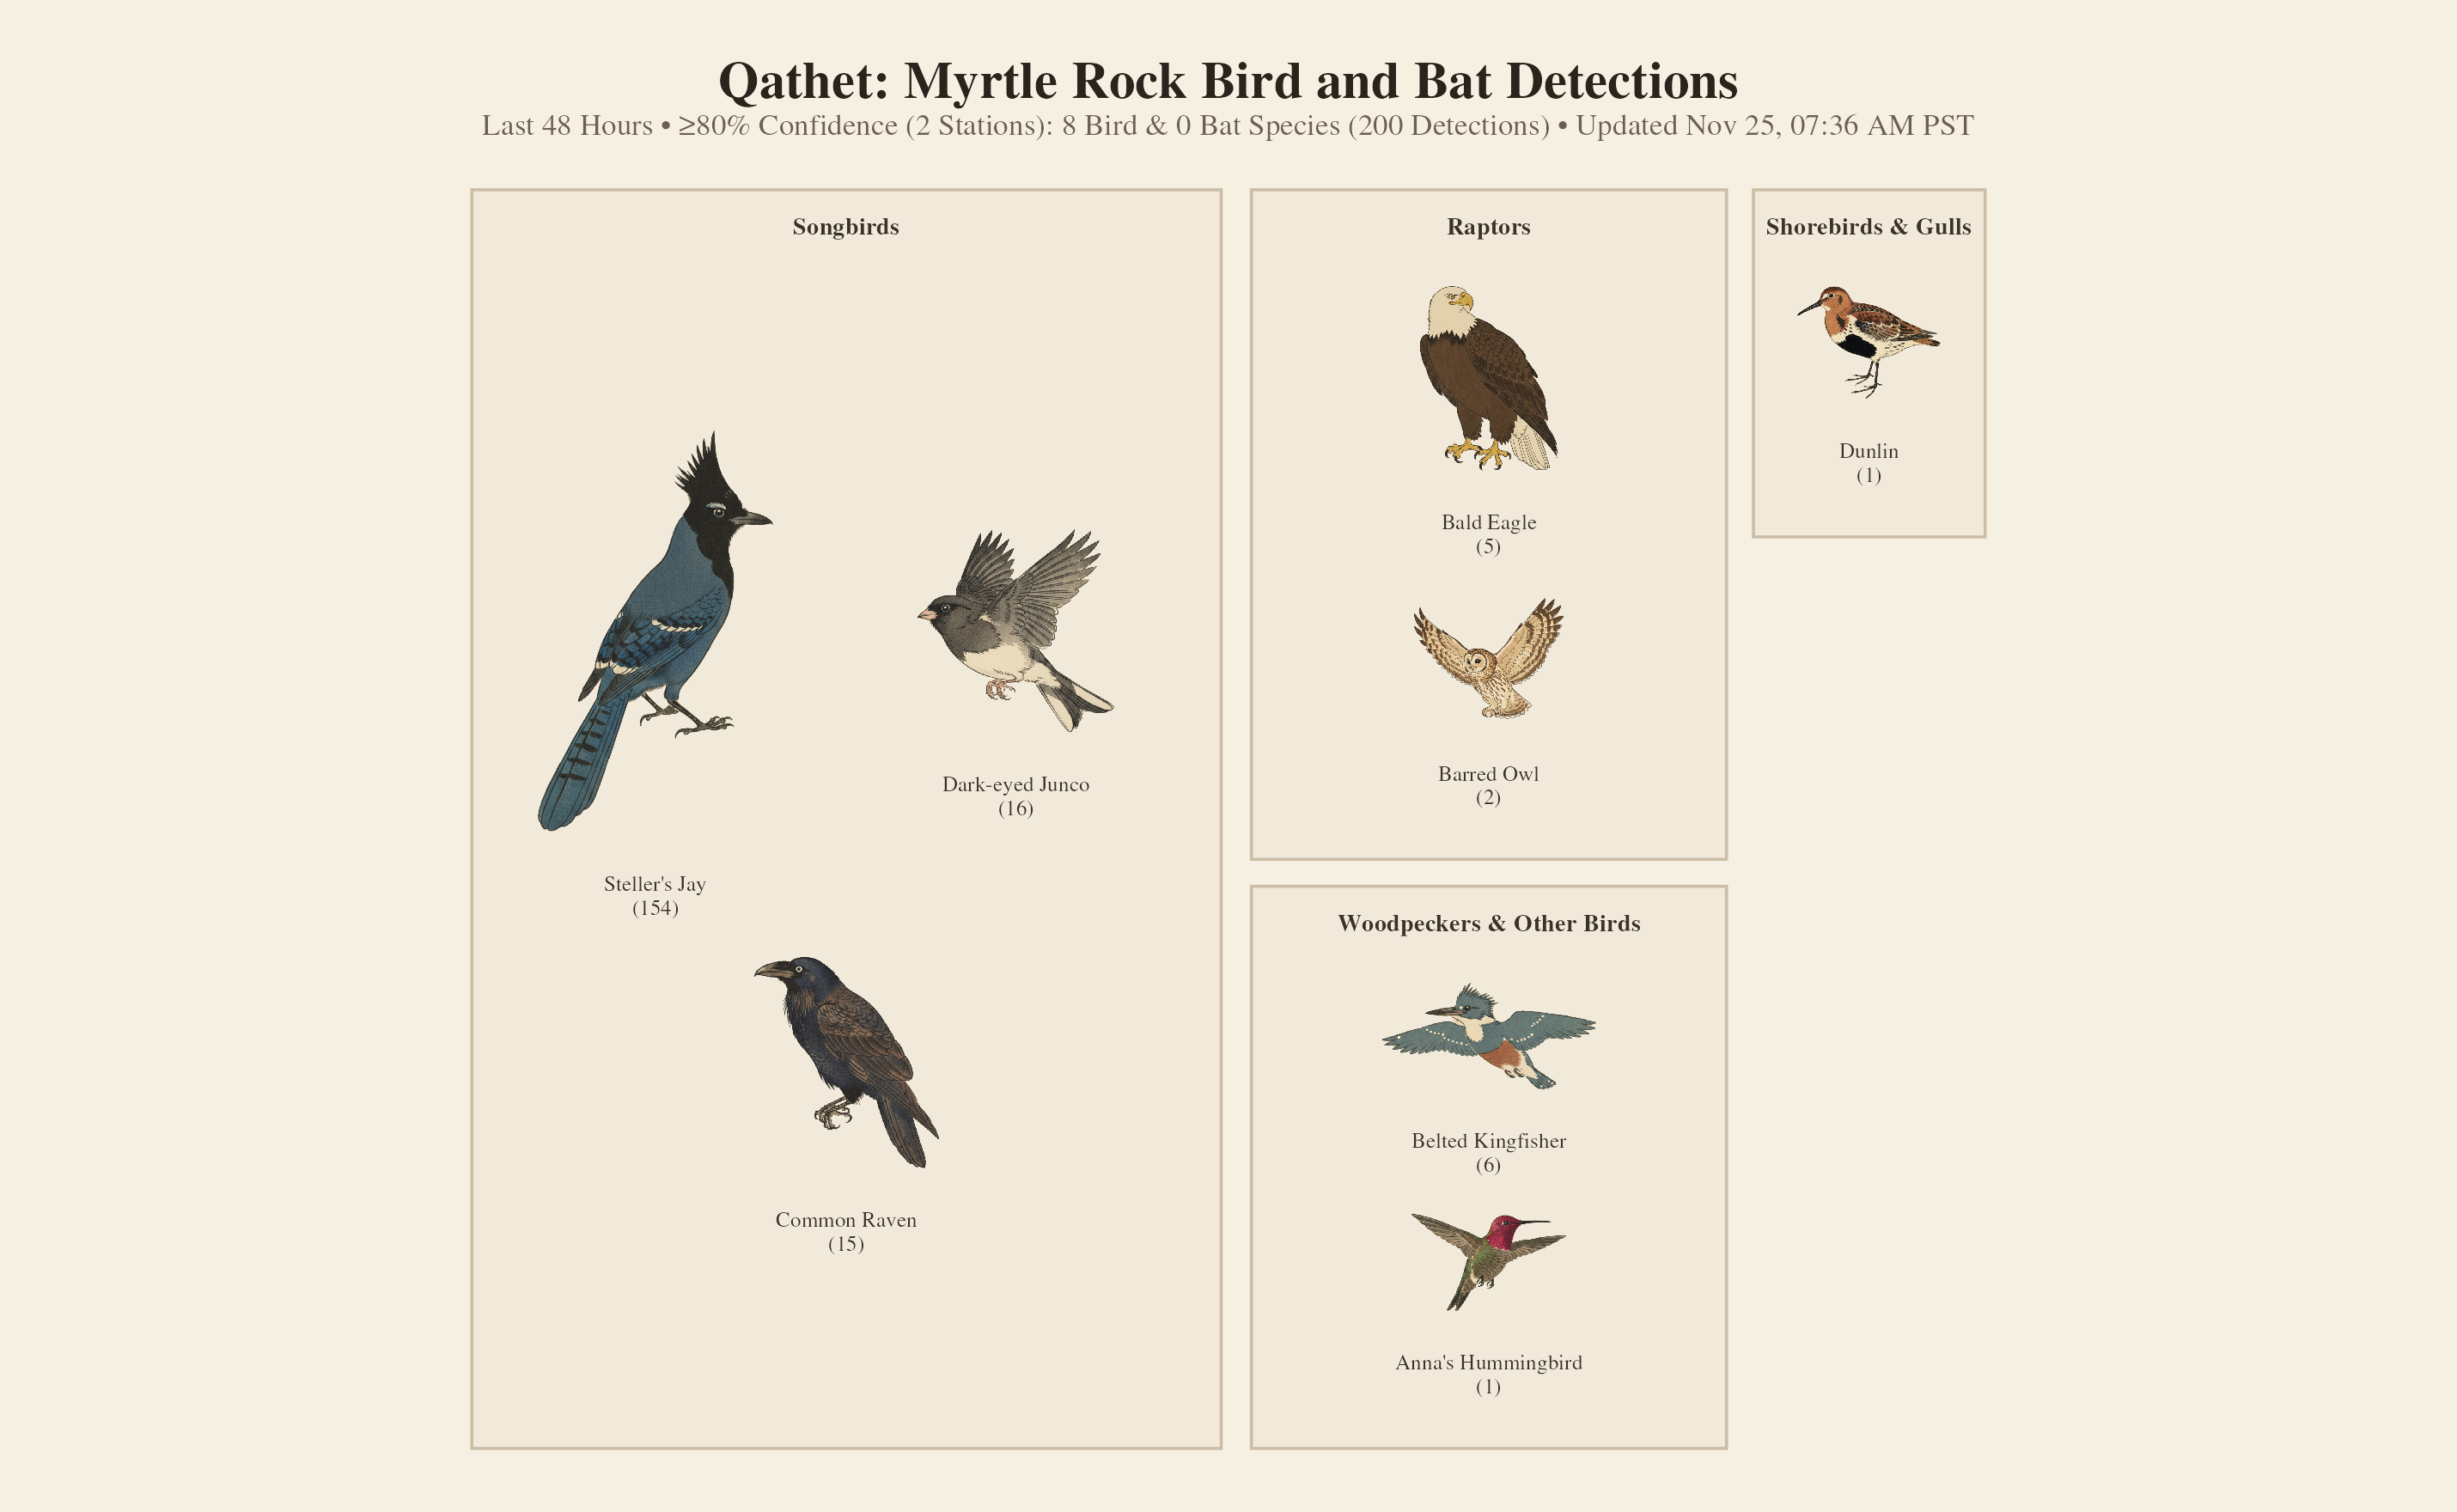 Qathet: Myrtle Rock Bird and Bat Detections
Last 48 Hours • ≥80% Confidence (2 Stations): 8 Bird & 0 Bat Species (200 Detections) • Updated Nov 25, 07:36 AM PST
Songbirds
Steller's Jay
(154)
Dark-eyed Junco
(16)
Common Raven
(15)
Raptors
Bald Eagle
(5)
Barred Owl
(2)
Woodpeckers & Other Birds
Belted Kingfisher
(6)
Anna's Hummingbird
(1)
Shorebirds & Gulls
Dunlin
(1)